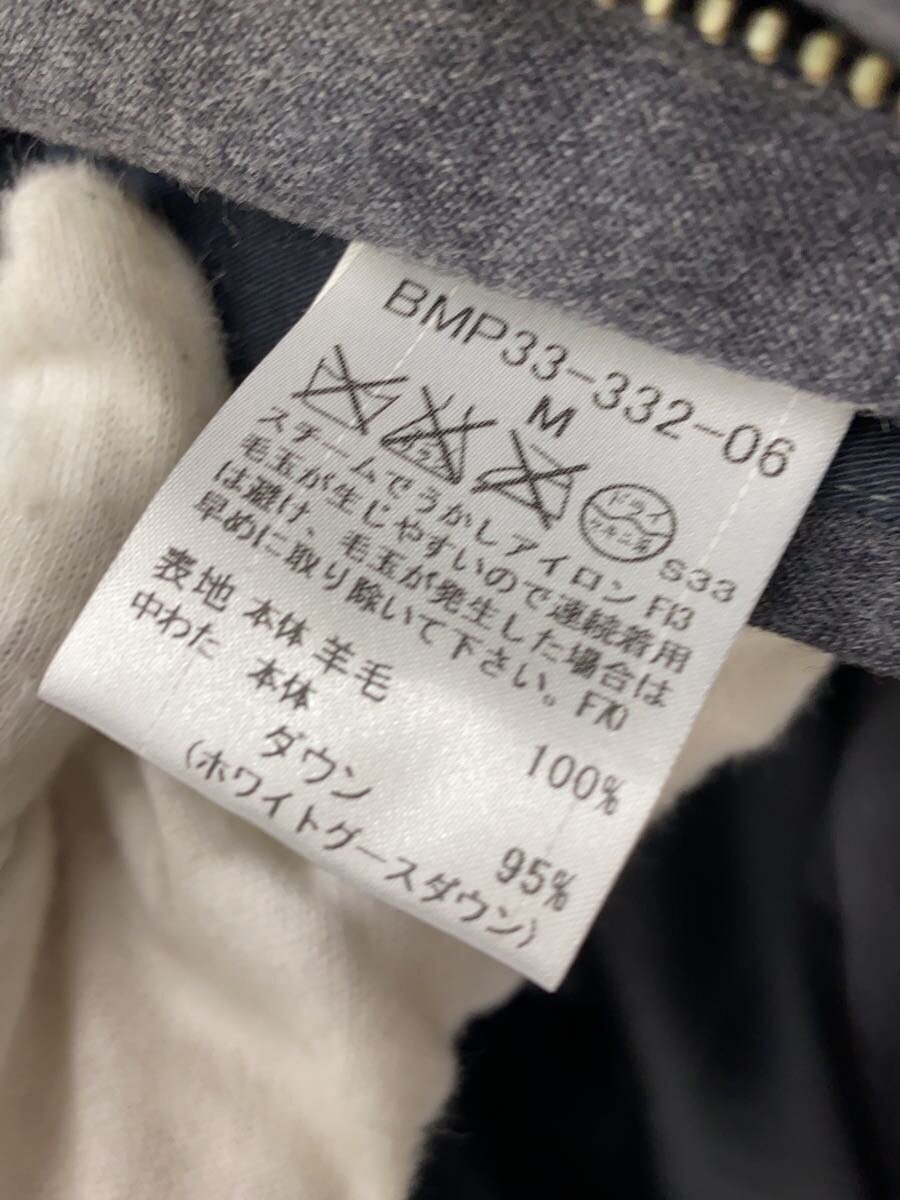 BMP33-332-06
M
ドライ
S33
スチームでうかしアイロン F13
毛玉が生じやすいので連続着用
は避け、毛玉が発生した場合は
早めに取り除いて下さい。F70
表地 本体 羊毛 100%
中わた 本体
ダウン 95%
(ホワイトグースダウン)